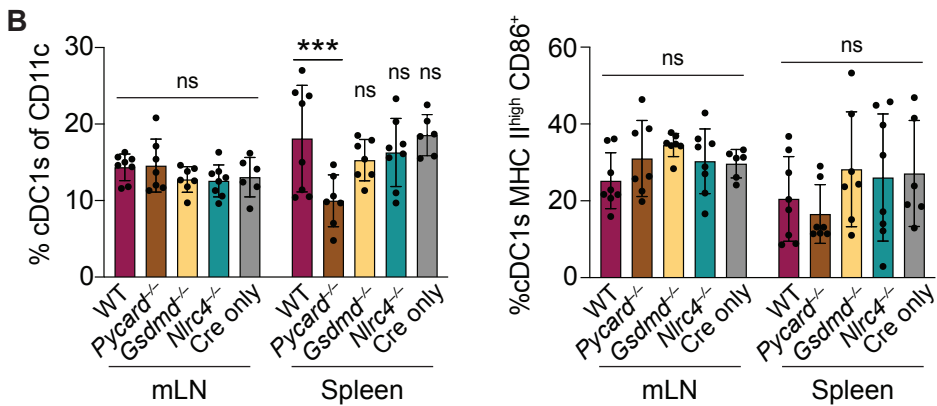 B
% cDC1s of CD11c
30
20
10
0
ns
***
ns
ns
ns
WT
Pycard⁻/⁻
Gsdmd⁻/⁻
Nlrc4⁻/⁻
Cre only
WT
Pycard⁻/⁻
Gsdmd⁻/⁻
Nlrc4⁻/⁻
Cre only
mLN
Spleen
%cDC1s MHC IIʰⁱᵍʰ CD86⁺
60
40
20
0
ns
ns
WT
Pycard⁻/⁻
Gsdmd⁻/⁻
Nlrc4⁻/⁻
Cre only
WT
Pycard⁻/⁻
Gsdmd⁻/⁻
Nlrc4⁻/⁻
Cre only
mLN
Spleen